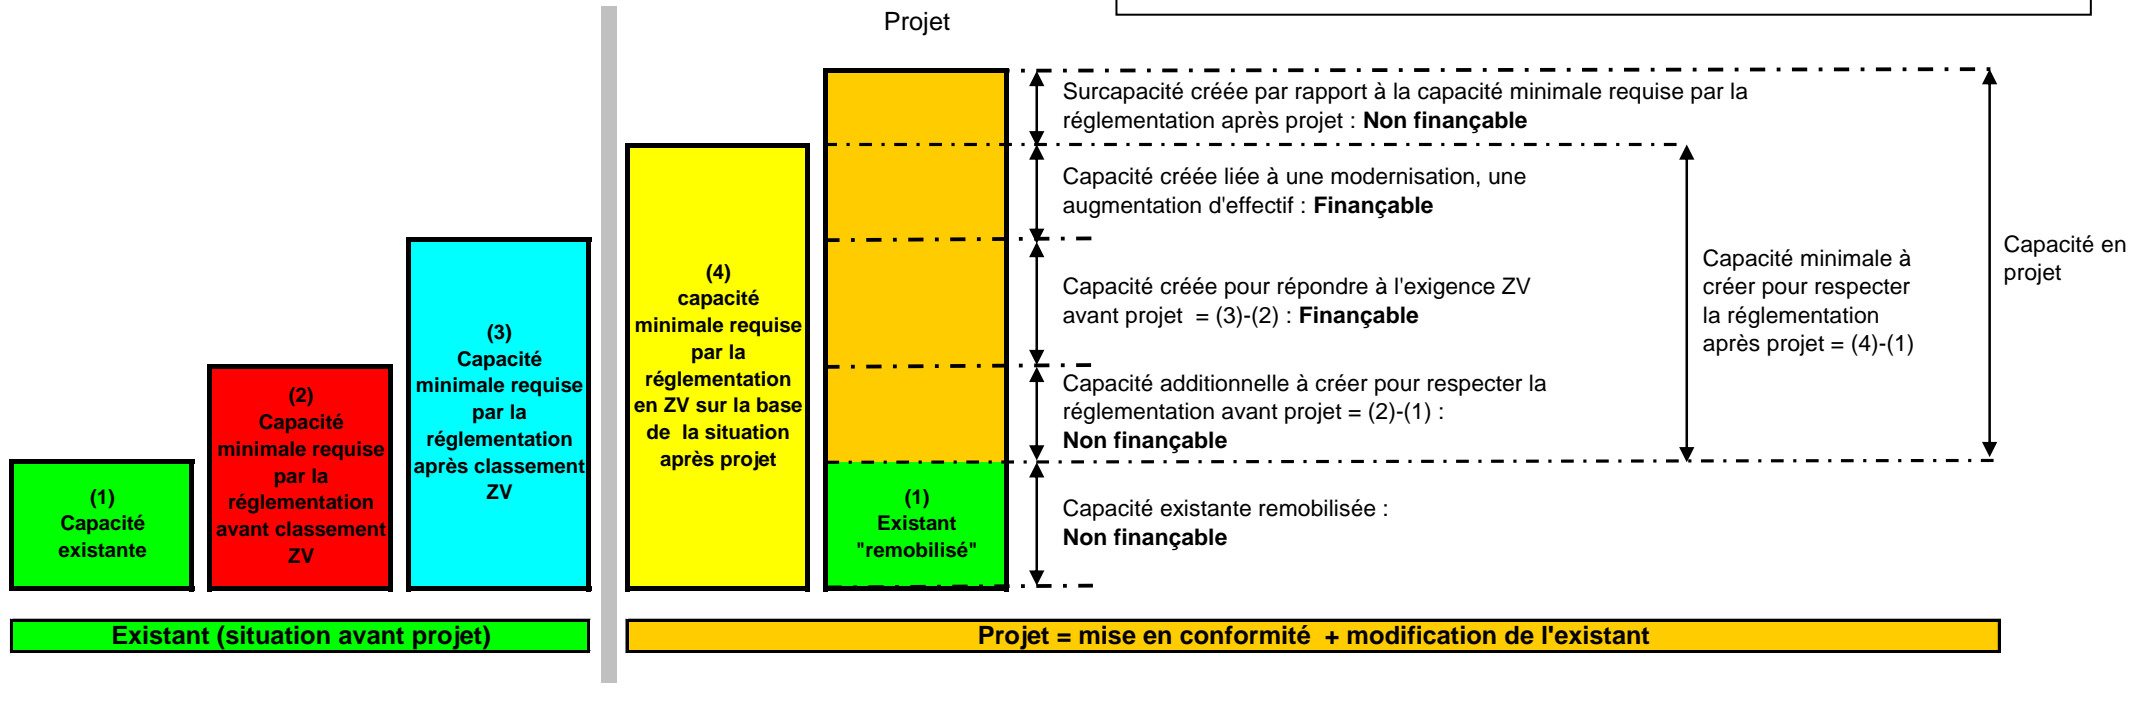 Projet
Surcapacité créée par rapport à la capacité minimale requise par la
réglementation après projet : Non finançable
Capacité créée liée à une modernisation, une
augmentation d'effectif : Finançable
Capacité créée pour répondre à l'exigence ZV
avant projet = (3)-(2) : Finançable
Capacité additionnelle à créer pour respecter la
réglementation avant projet = (2)-(1) :
Non finançable
Capacité existante remobilisée :
Non finançable
Capacité minimale à
créer pour respecter
la réglementation
après projet = (4)-(1)
Capacité en
projet
(1)
Capacité
existante
(2)
Capacité
minimale requise
par la
réglementation
avant classement
ZV
(3)
Capacité
minimale requise
par la
réglementation
après classement
ZV
(4)
capacité
minimale requise
par la
réglementation
en ZV sur la base
de la situation
après projet
(1)
Existant
"remobilisé"
Existant (situation avant projet)
Projet = mise en conformité + modification de l'existant